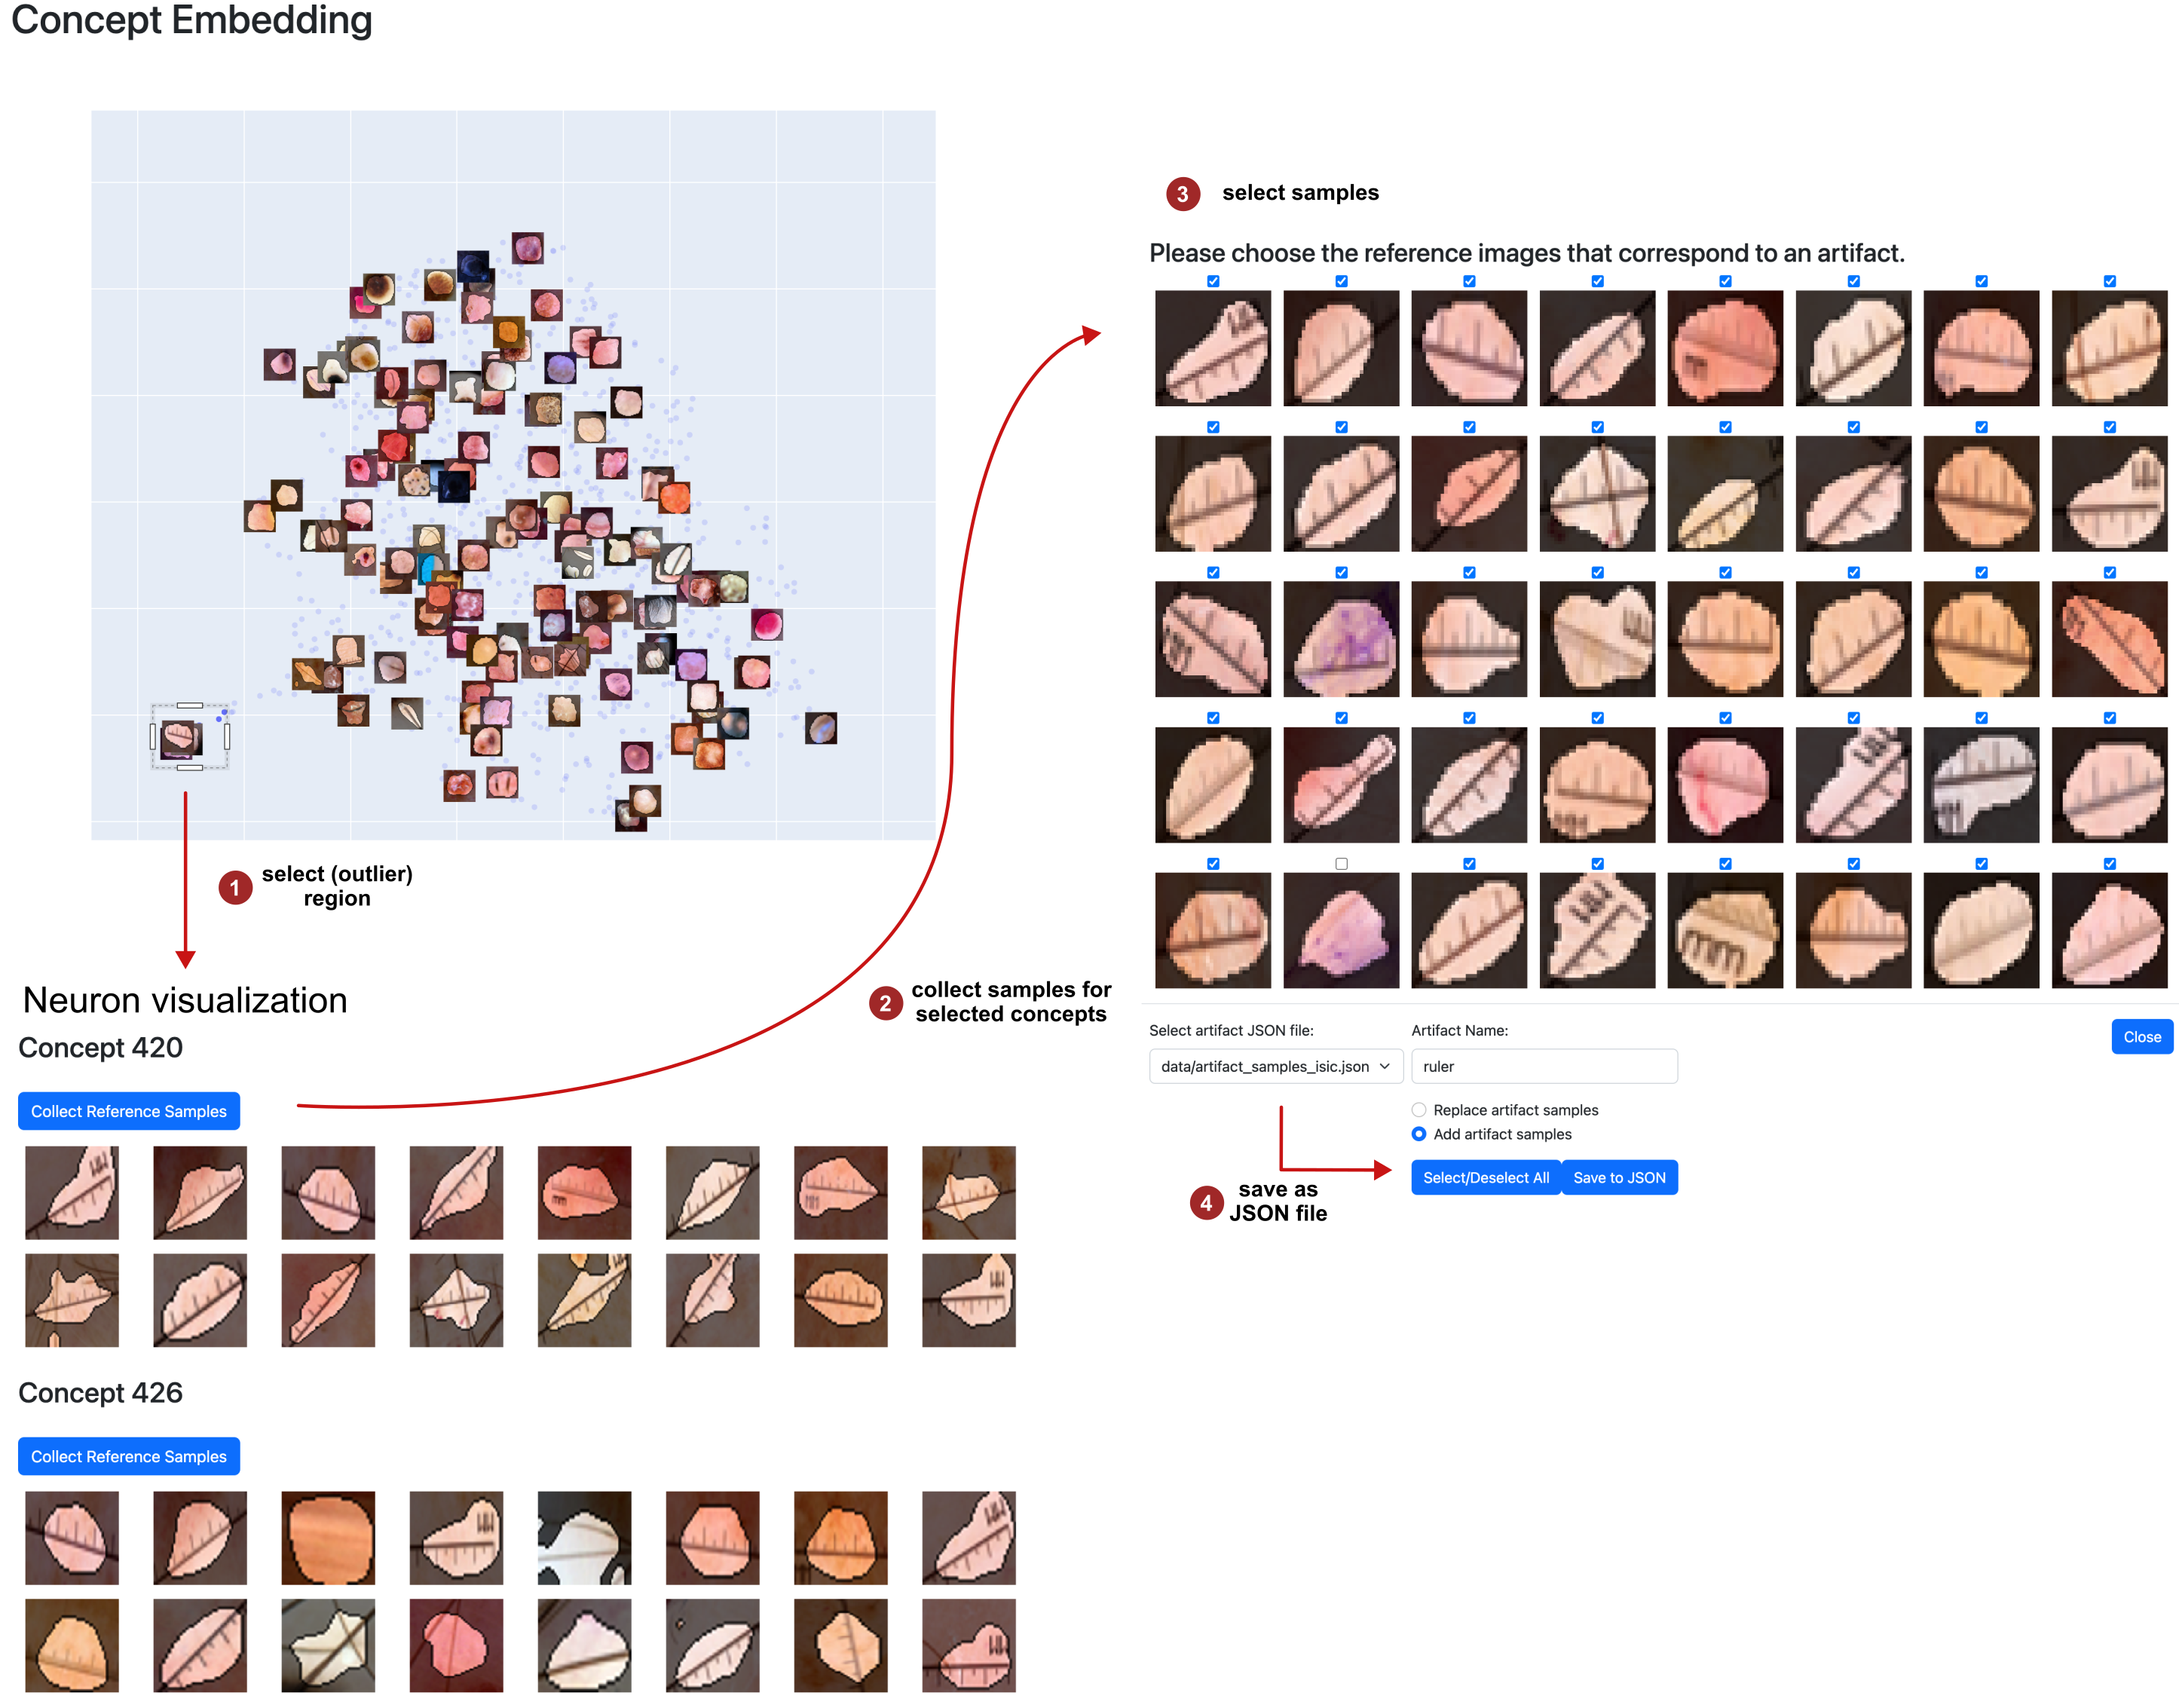 Concept Embedding
1 select (outlier)
region
Neuron visualization
Concept 420
Collect Reference Samples
Concept 426
Collect Reference Samples
2 collect samples for
selected concepts
3 select samples
Please choose the reference images that correspond to an artifact.
mm
Select artifact JSON file:
Artifact Name:
Close
data/artifact_samples_isic.json
ruler
Replace artifact samples
Add artifact samples
Select/Deselect All
Save to JSON
4 save as
JSON file